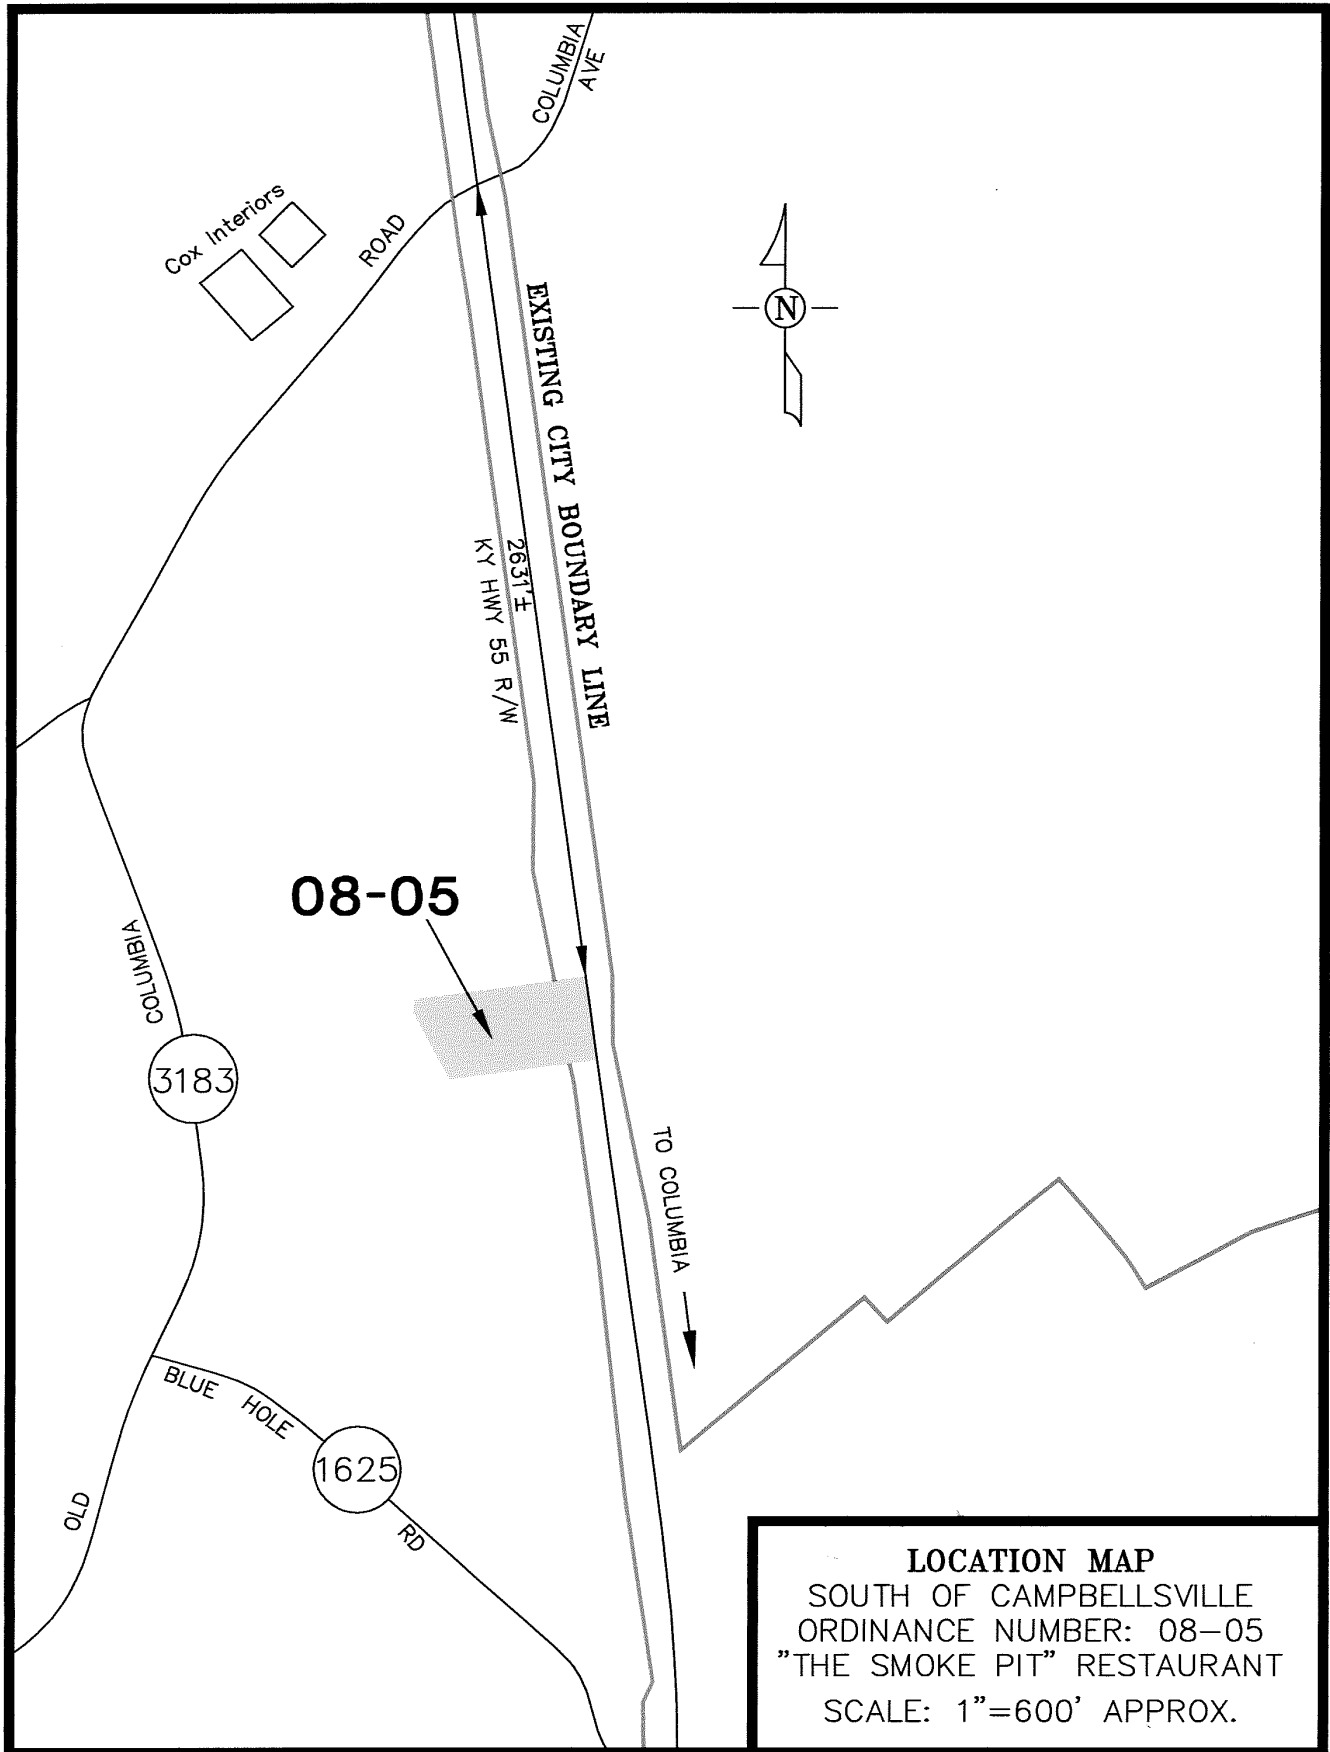 COLUMBIA
AVE
Cox Interiors
ROAD
N
EXISTING CITY BOUNDARY LINE
2631'±
KY HWY 55 R/W
08-05
COLUMBIA
3183
TO COLUMBIA
BLUE HOLE
1625
RD
OLD
LOCATION MAP
SOUTH OF CAMPBELLSVILLE
ORDINANCE NUMBER: 08-05
"THE SMOKE PIT" RESTAURANT
SCALE: 1"=600' APPROX.